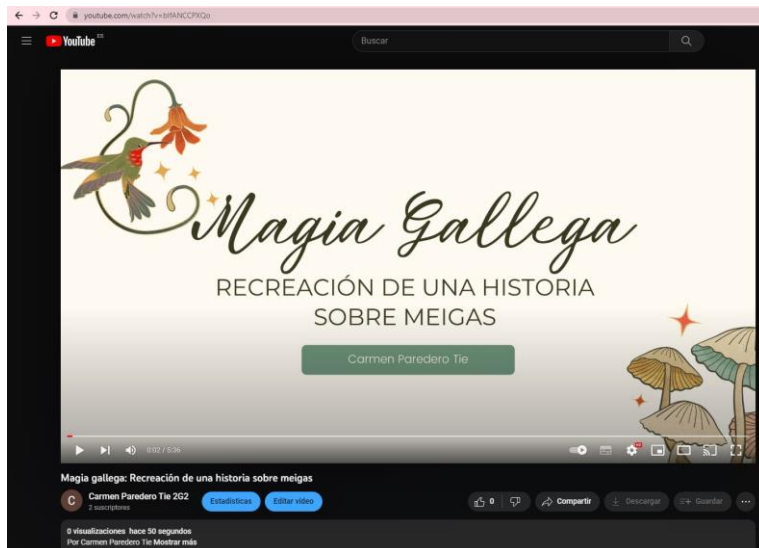 YouTube ES
Buscar
Magia Gallega
RECREACIÓN DE UNA HISTORIA
SOBRE MEIGAS
Carmen Paredero Tie
0:02 / 5:36
Magia gallega: Recreación de una historia sobre meigas
C
Carmen Paredero Tie 2G2
2 suscriptores
Estadísticas
Editar vídeo
0
Compartir
Descargar
Guardar
0 visualizaciones hace 50 segundos
Por Carmen Paredero Tie Mostrar más